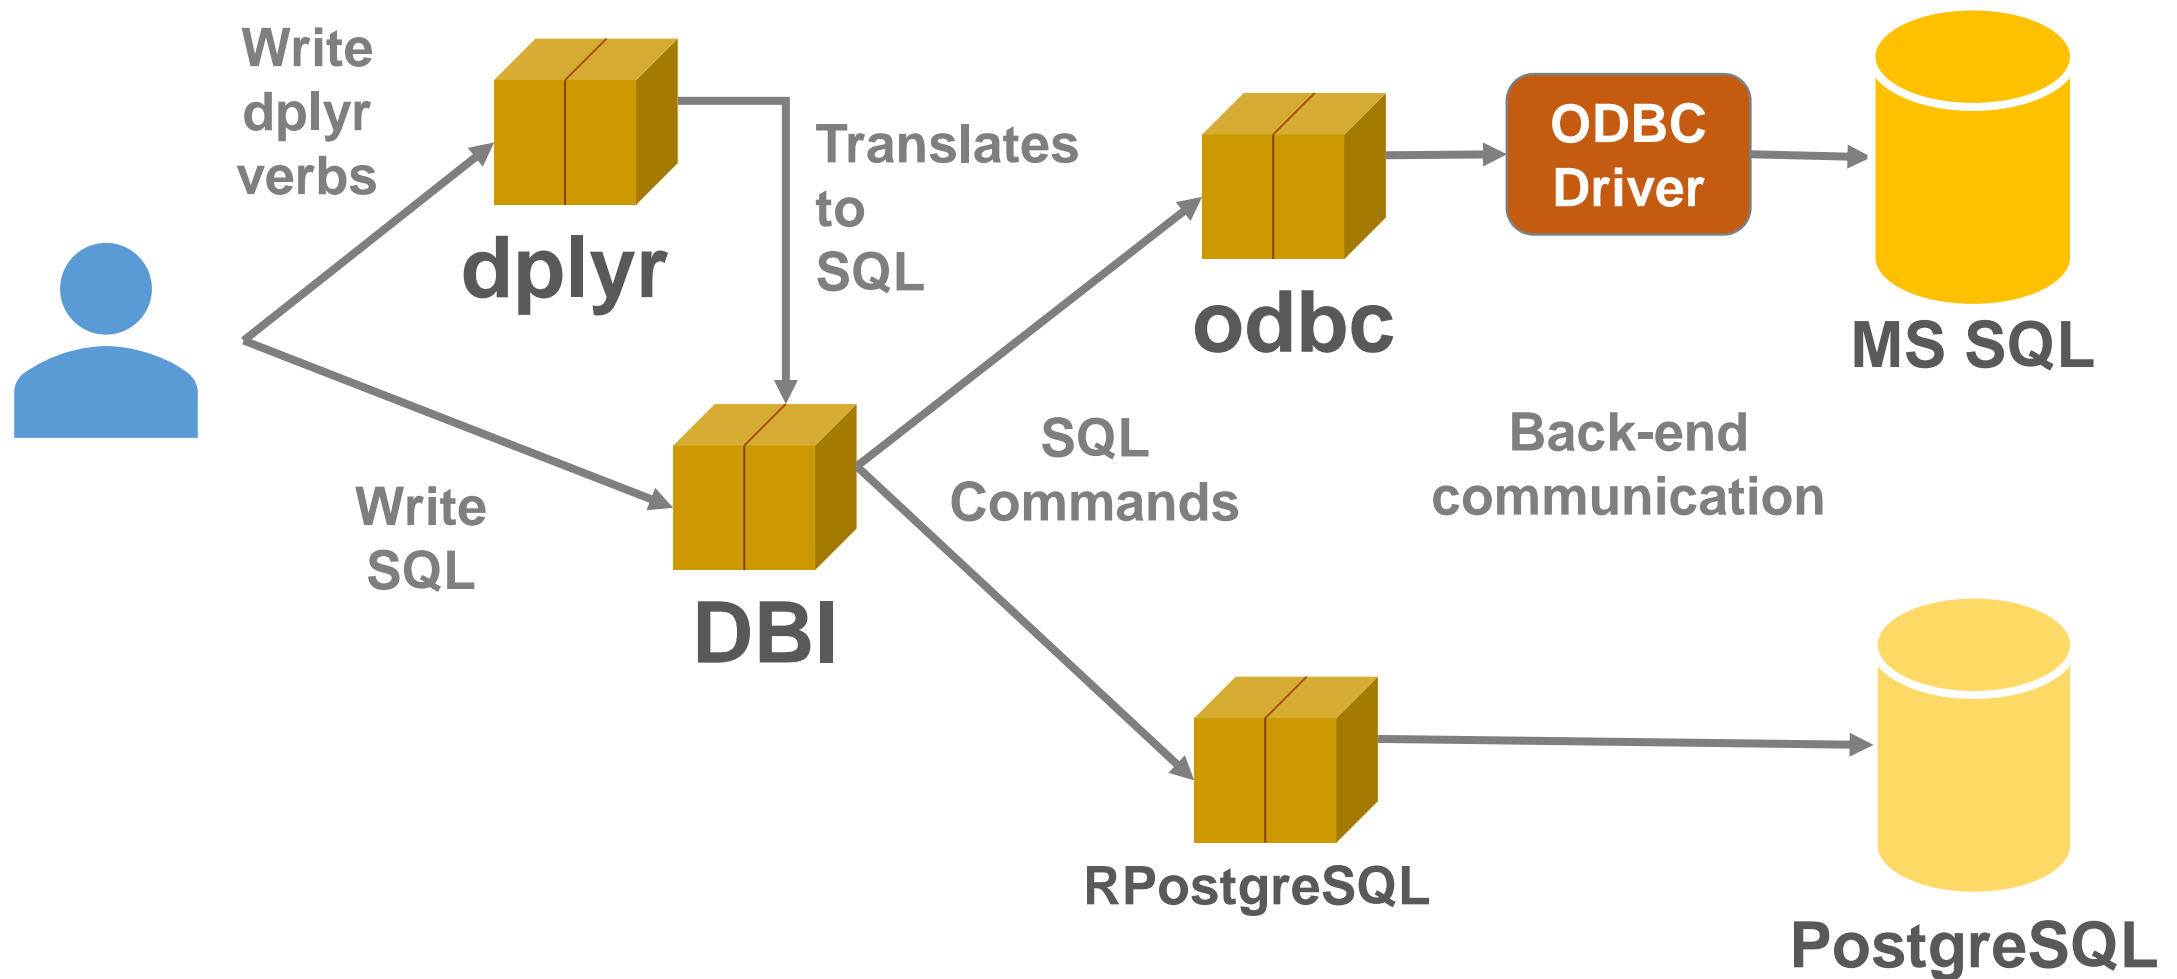 Write
dplyr
verbs
dplyr
Translates
to
SQL
Write
SQL
DBI
SQL
Commands
odbc
ODBC
Driver
MS SQL
Back-end
communication
RPostgreSQL
PostgreSQL